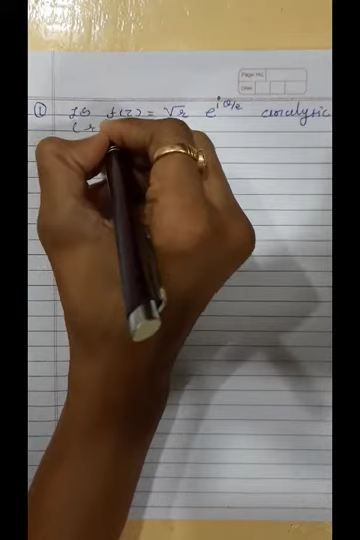 Page No.
Date
① Is f(z) = √r e^{iθ/2} analytic
( r